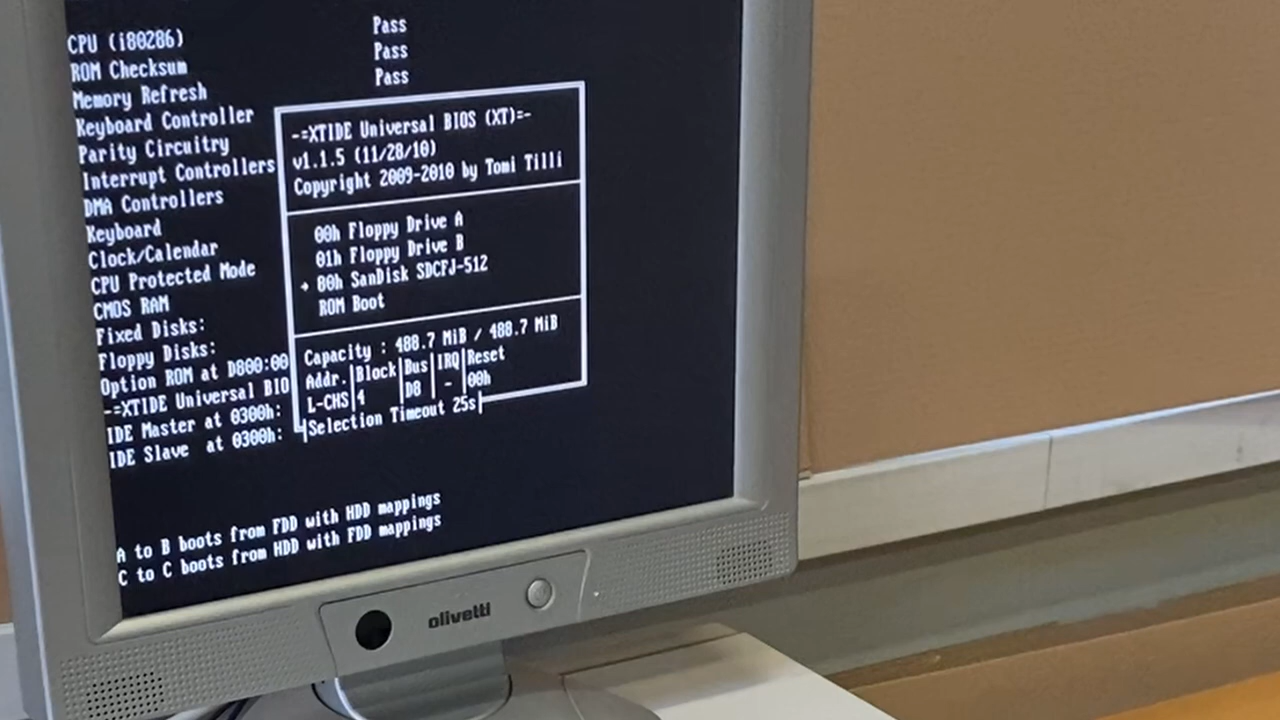 CPU (i80286) Pass
ROM Checksum Pass
Memory Refresh Pass
Keyboard Controller
Parity Circuitry
Interrupt Controllers
DMA Controllers
Keyboard
Clock/Calendar
CPU Protected Mode
CMOS RAM
Fixed Disks:
Floppy Disks:
Option ROM at D800:00
-=XTIDE Universal BIO
IDE Master at 0300h:
IDE Slave at 0300h:
-=XTIDE Universal BIOS (XT)=-
v1.1.5 (11/28/10)
Copyright 2009-2010 by Tomi Tilli
00h Floppy Drive A
01h Floppy Drive B
80h SanDisk SDCFJ-512
ROM Boot
Capacity : 488.7 MiB / 488.7 MiB
Addr.|Block|Bus|IRQ|Reset
L-CHS|4 |D8 | - |00h
Selection Timeout 25s
A to B boots from FDD with HDD mappings
C to C boots from HDD with FDD mappings
olivetti